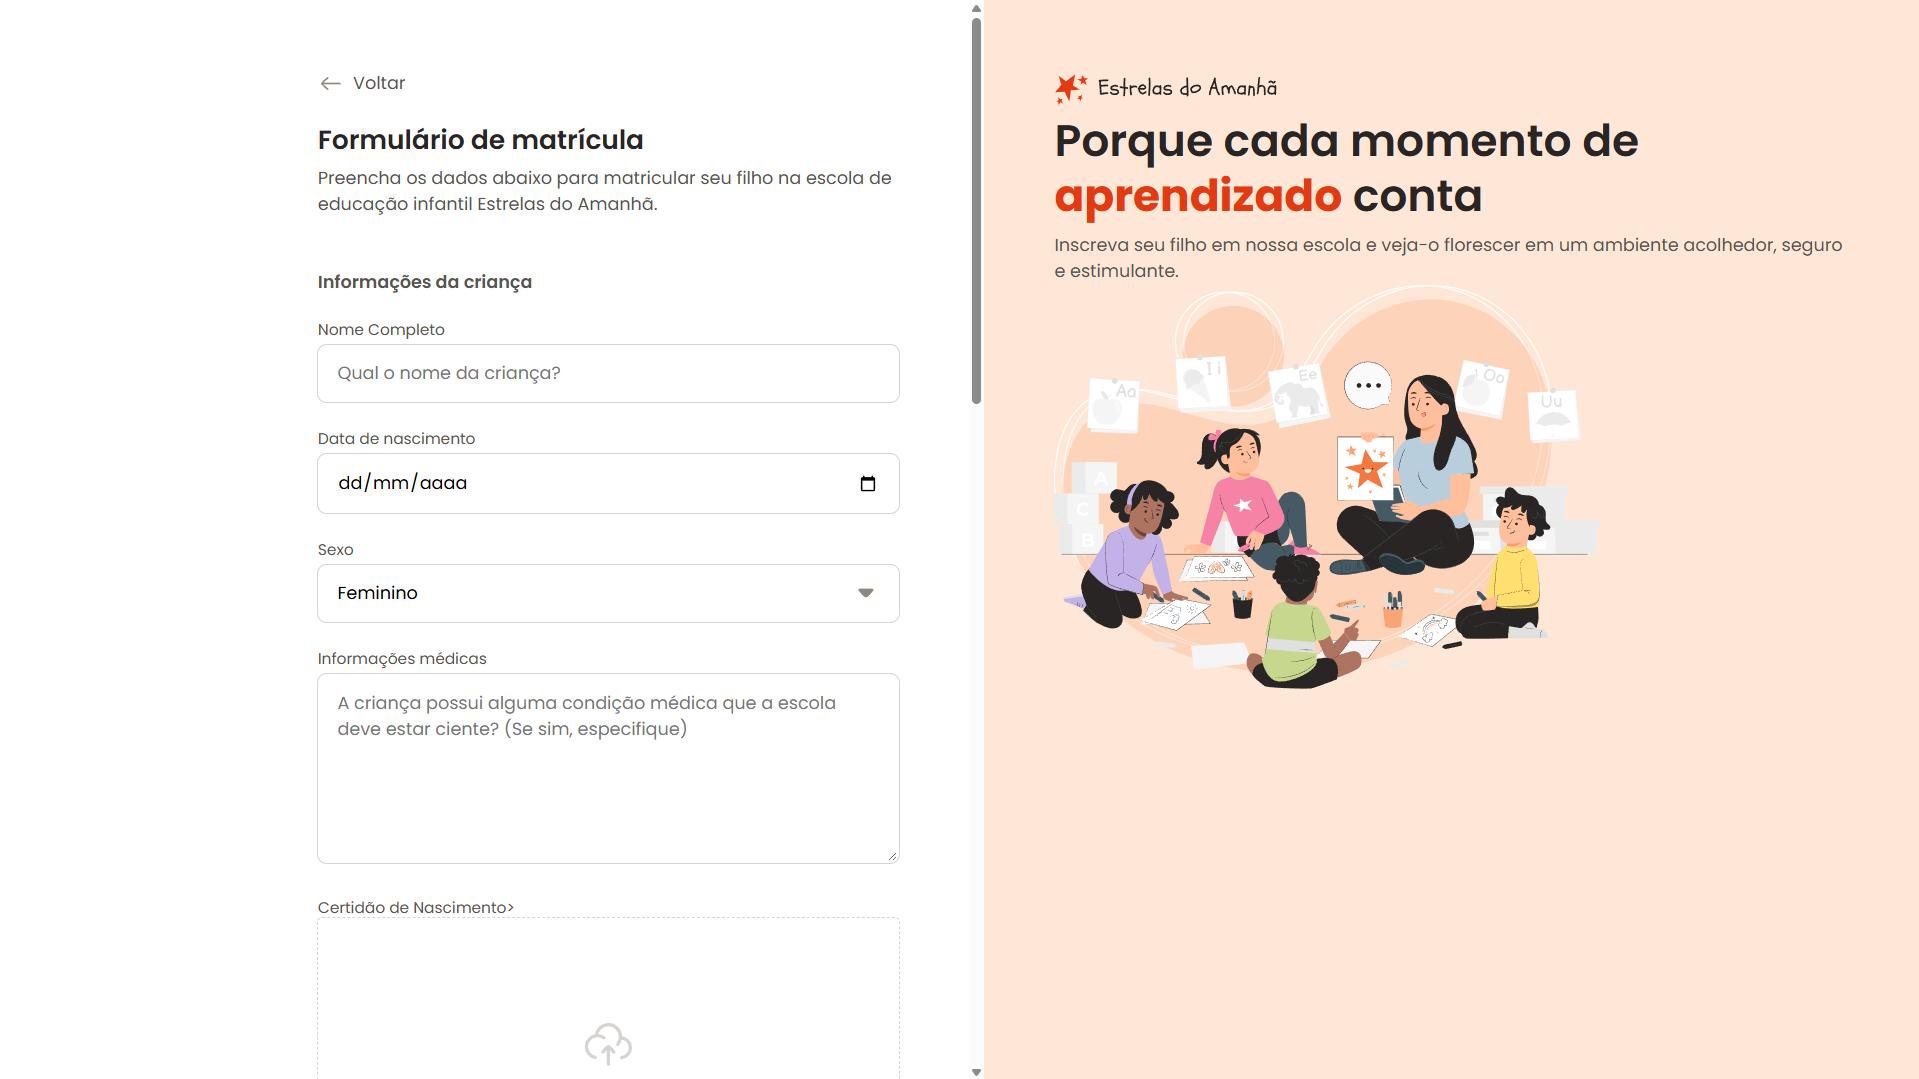 Voltar
Formulário de matrícula
Preencha os dados abaixo para matricular seu filho na escola de
educação infantil Estrelas do Amanhã.
Informações da criança
Nome Completo
Qual o nome da criança?
Data de nascimento
dd/mm/aaaa
Sexo
Feminino
Informações médicas
A criança possui alguma condição médica que a escola
deve estar ciente? (Se sim, especifique)
Certidão de Nascimento>
Estrelas do Amanhã
Porque cada momento de
aprendizado conta
Inscreva seu filho em nossa escola e veja-o florescer em um ambiente acolhedor, seguro
e estimulante.
Aa
I i
Ee
Oo
Uu
A
C
B